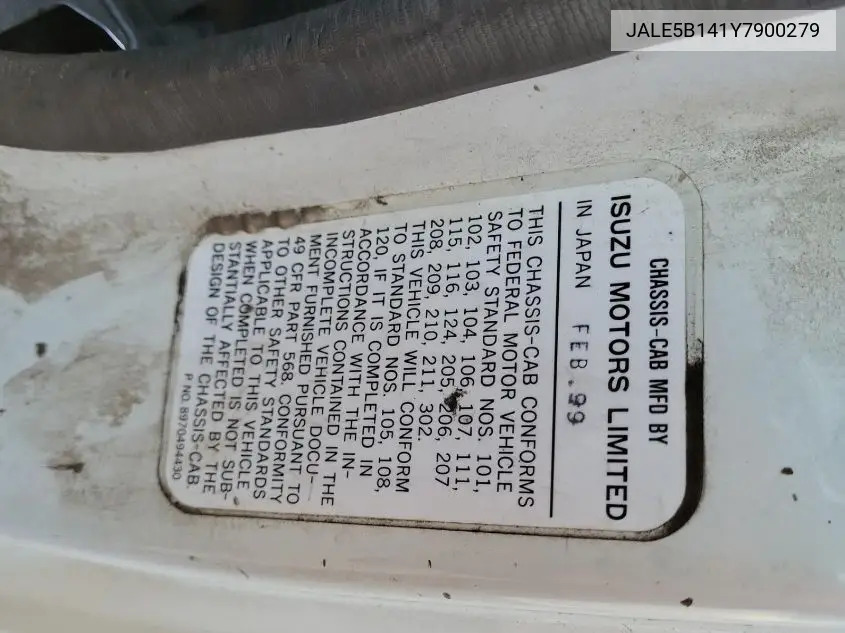 JALE5B141Y7900279
CHASSIS-CAB MFD BY
ISUZU MOTORS LIMITED
IN JAPAN FEB.99
THIS CHASSIS-CAB CONFORMS
TO FEDERAL MOTOR VEHICLE
SAFETY STANDARD NOS. 101,
102, 103, 104, 106, 107, 111,
115, 116, 124, 205, 206, 207
208, 209, 210, 211, 302.
THIS VEHICLE WILL CONFORM
TO STANDARD NOS. 105, 108,
120, IF IT IS COMPLETED IN
ACCORDANCE WITH THE IN-
STRUCTIONS CONTAINED IN THE
INCOMPLETE VEHICLE DOCU-
MENT FURNISHED PURSUANT TO
49 CFR PART 568. CONFORMITY
TO OTHER SAFETY STANDARDS
APPLICABLE TO THIS VEHICLE
WHEN COMPLETED IS NOT SUB-
STANTIALLY AFFECTED BY THE
DESIGN OF THE CHASSIS-CAB.
P NO. 8970494430